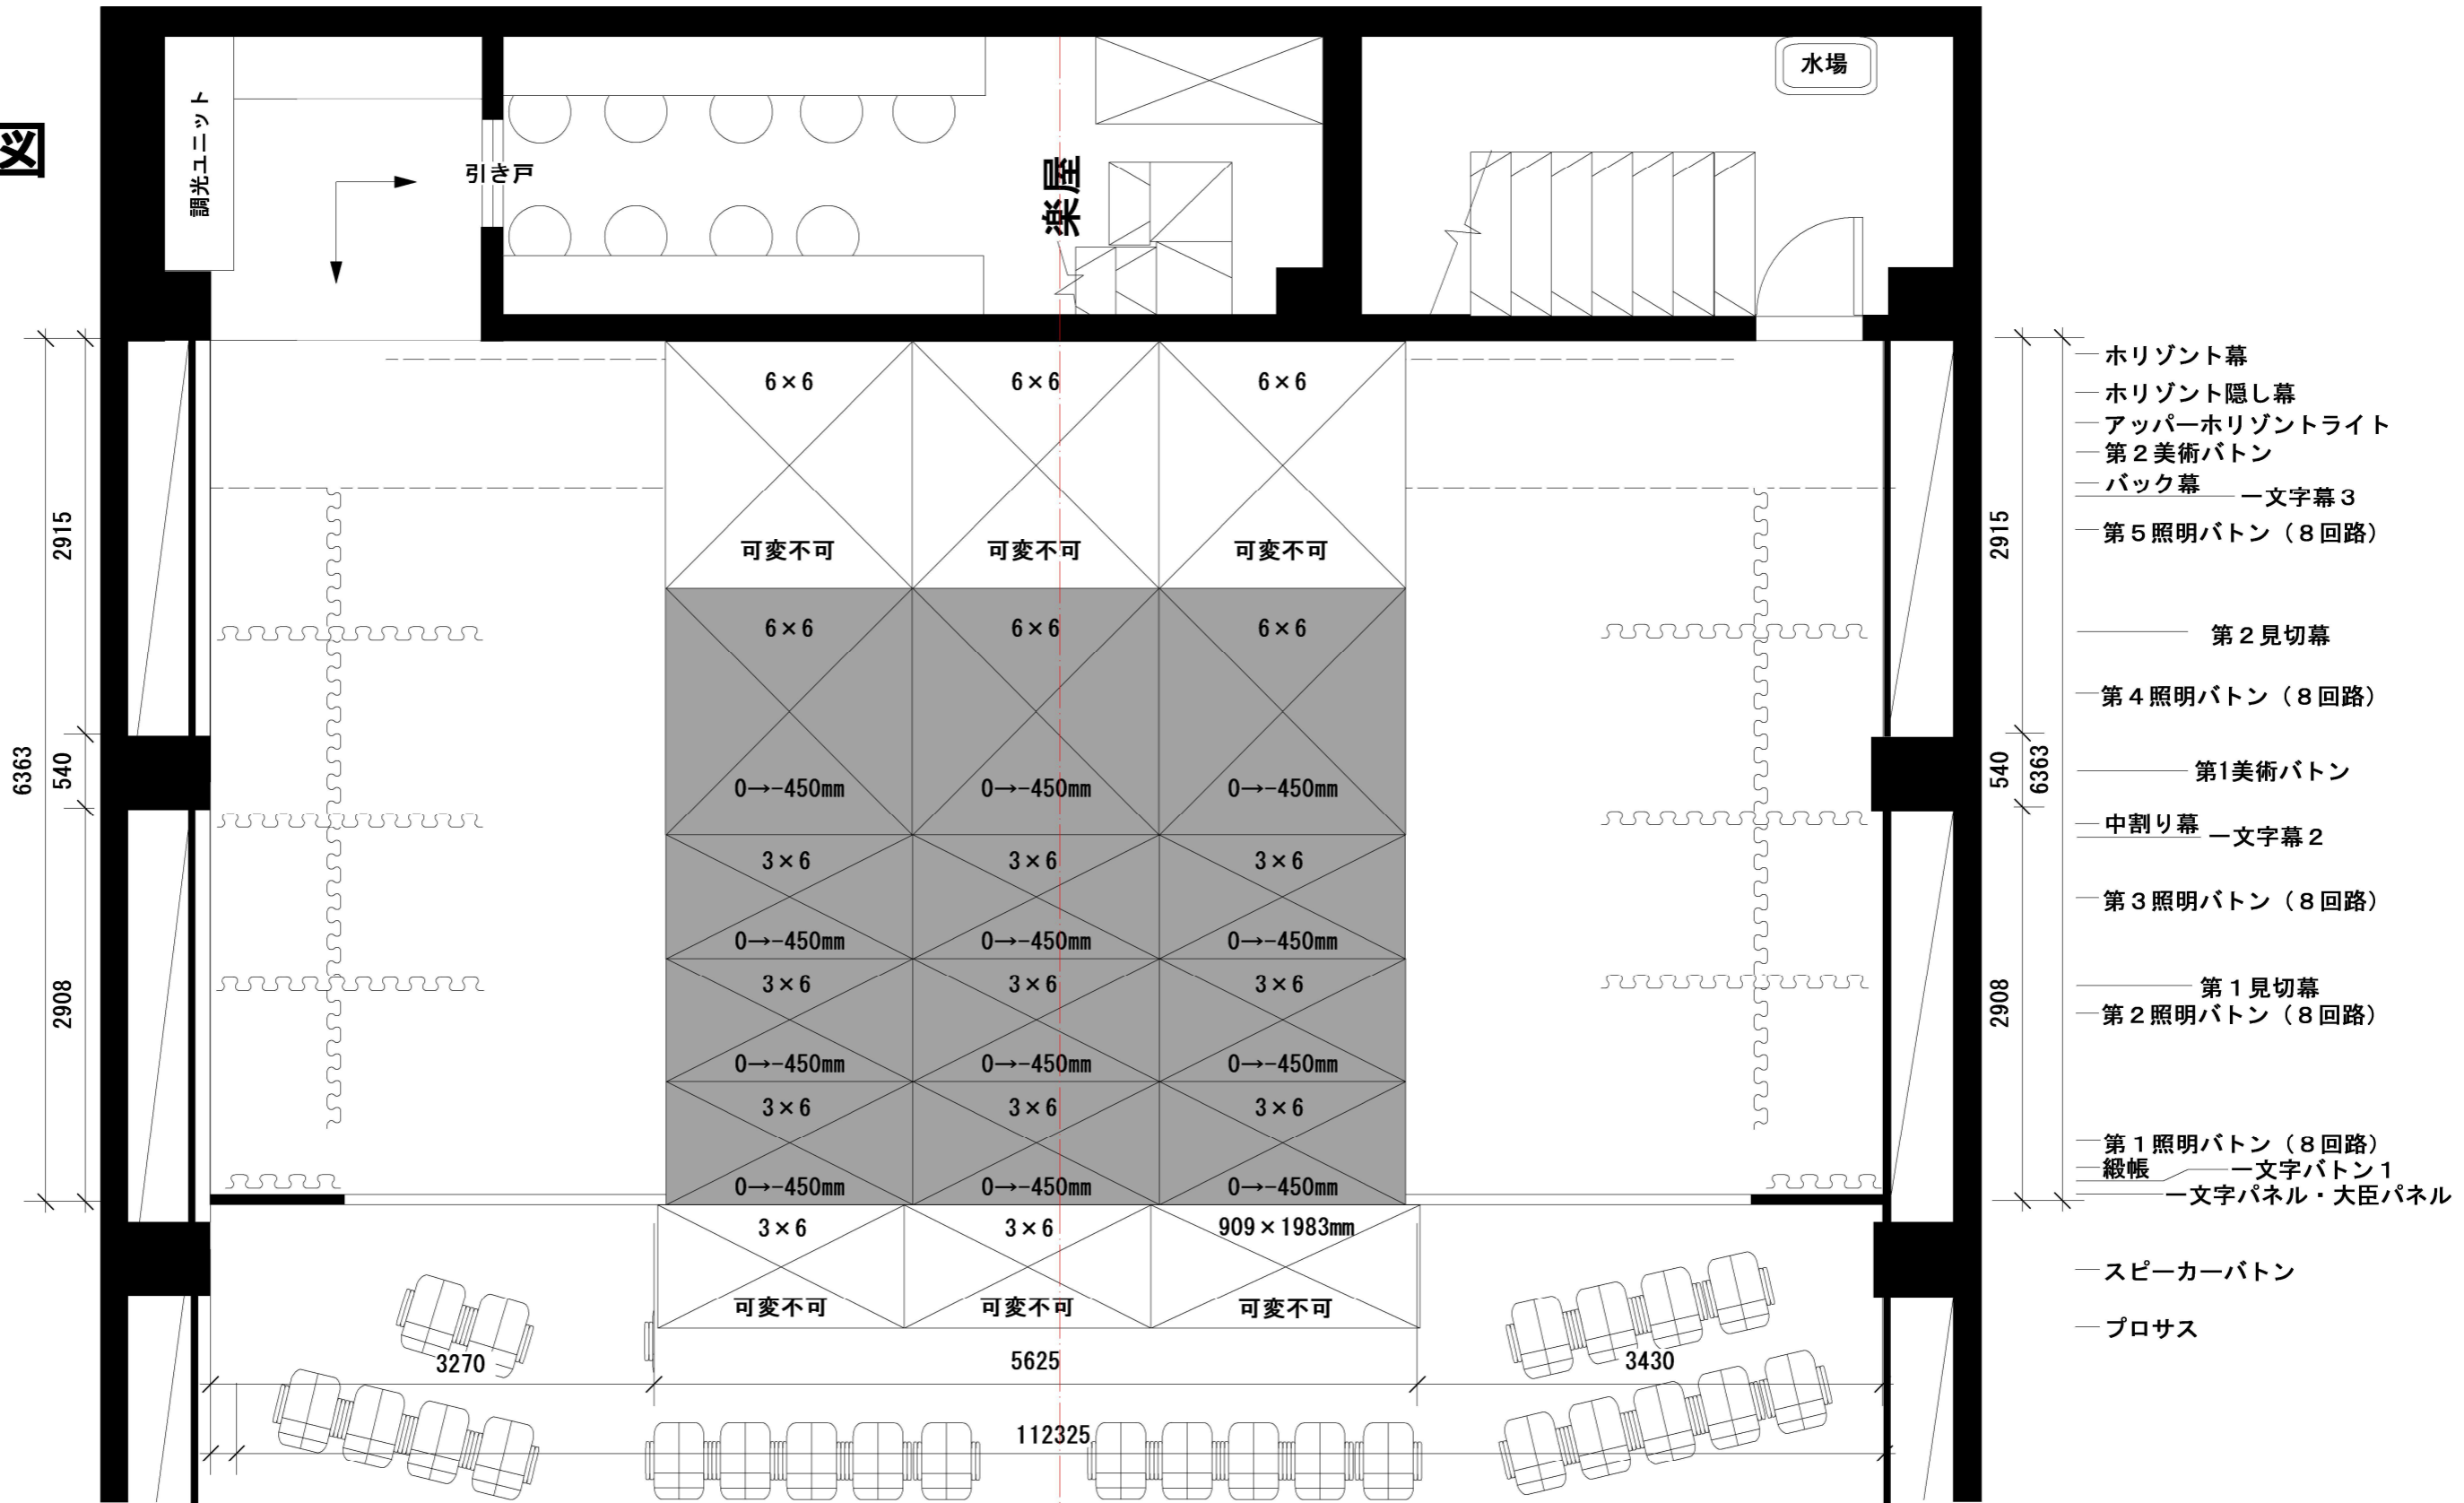 図
調光ユニット
引き戸
楽屋
水場
6×6
6×6
6×6
可変不可
可変不可
可変不可
6×6
6×6
6×6
0→-450mm
0→-450mm
0→-450mm
3×6
3×6
3×6
0→-450mm
0→-450mm
0→-450mm
3×6
3×6
3×6
0→-450mm
0→-450mm
0→-450mm
3×6
3×6
3×6
0→-450mm
0→-450mm
0→-450mm
3×6
3×6
909×1983mm
可変不可
可変不可
可変不可
6363
2915
540
2908
2915
540
6363
2908
3270
5625
3430
112325
ホリゾント幕
ホリゾント隠し幕
アッパーホリゾントライト
第2美術バトン
バック幕
一文字幕3
第5照明バトン(8回路)
第2見切幕
第4照明バトン(8回路)
第1美術バトン
中割り幕
一文字幕2
第3照明バトン(8回路)
第1見切幕
第2照明バトン(8回路)
第1照明バトン(8回路)
緞帳
一文字バトン1
一文字パネル・大臣パネル
スピーカーバトン
プロサス